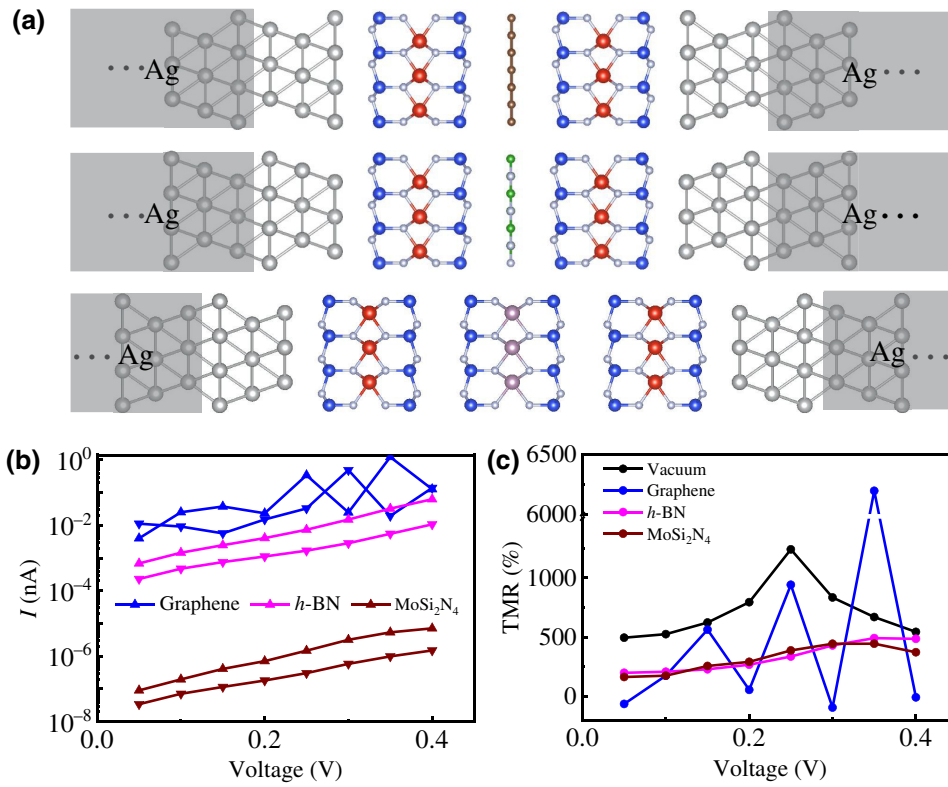 (a)
···Ag Ag···
···Ag Ag···
····Ag Ag···
(b)
10⁰
10⁻²
10⁻⁴
10⁻⁶
10⁻⁸
I (nA)
Graphene h-BN MoSi₂N₄
0.0 0.2 0.4
Voltage (V)
(c)
6500
6000
1000
500
0
TMR (%)
Vacuum
Graphene
h-BN
MoSi₂N₄
0.0 0.2 0.4
Voltage (V)